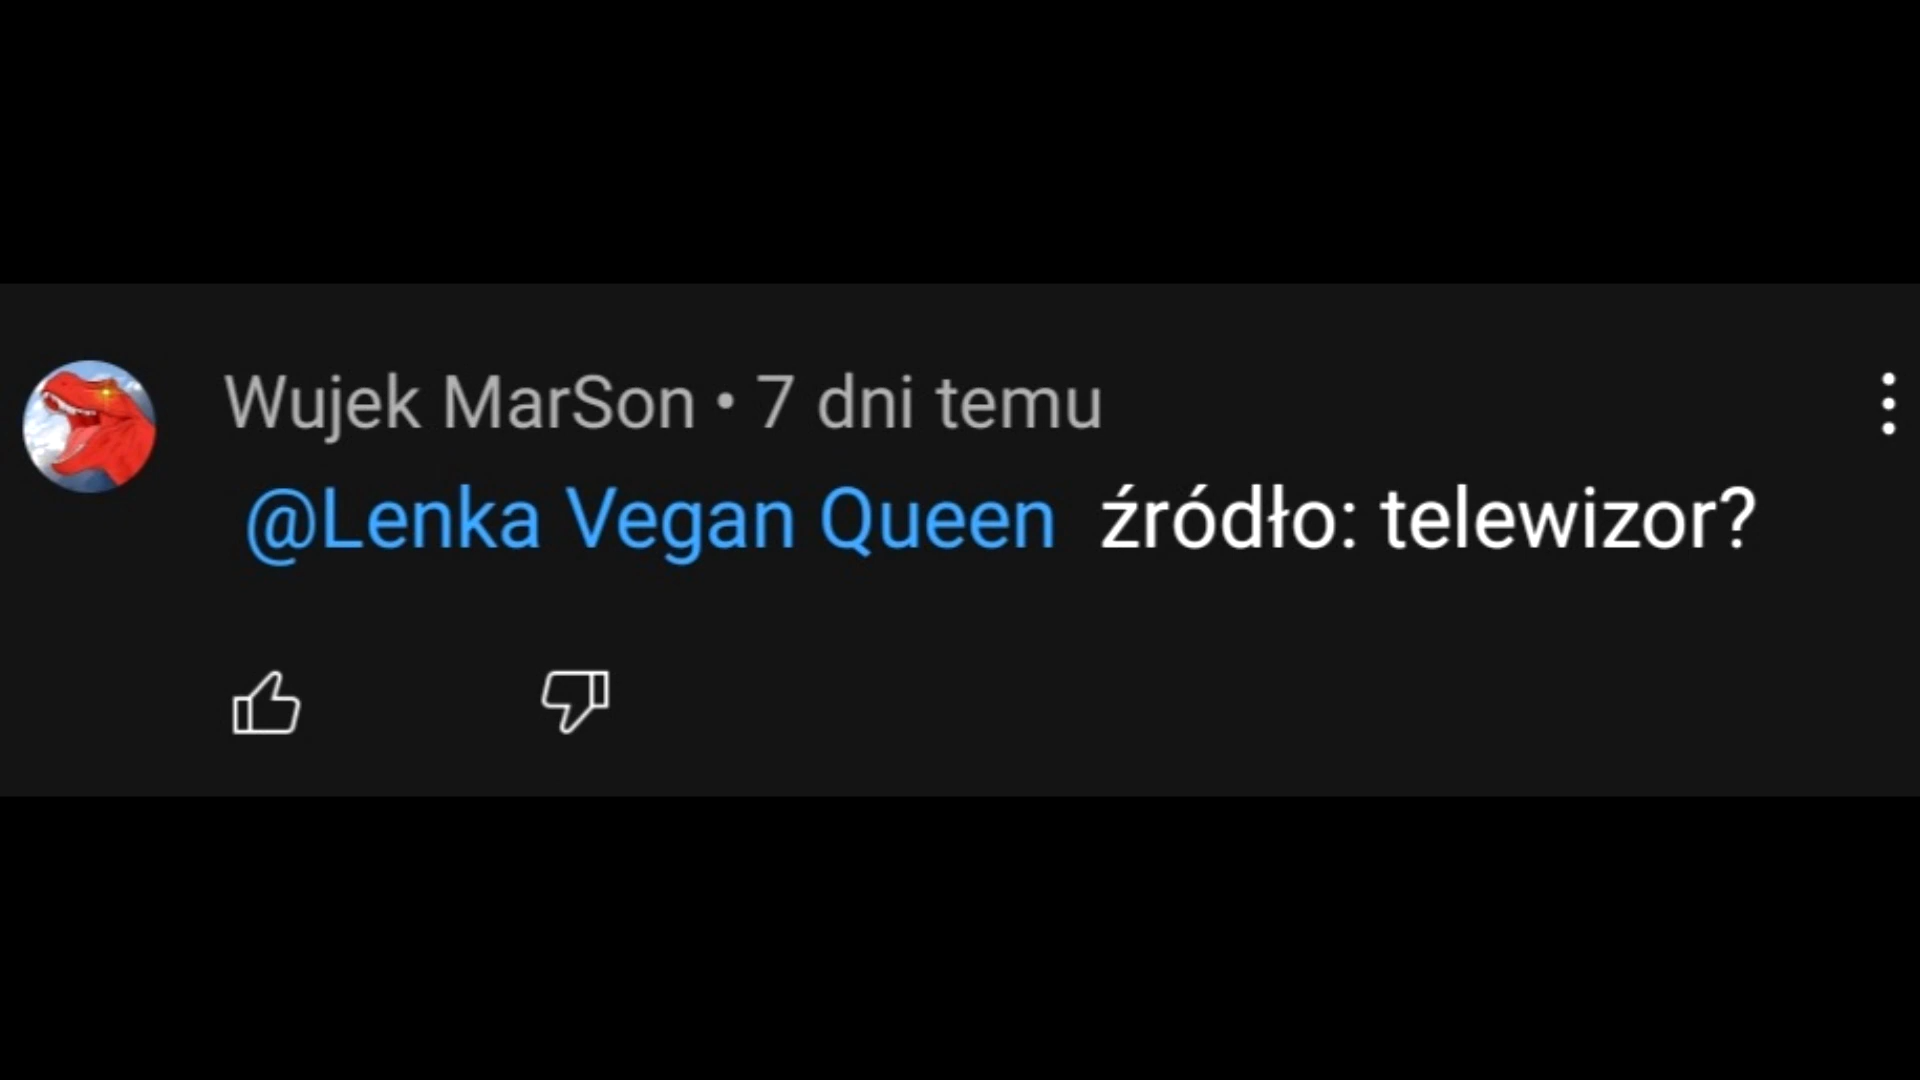 Wujek MarSon • 7 dni temu
@Lenka Vegan Queen źródło: telewizor?